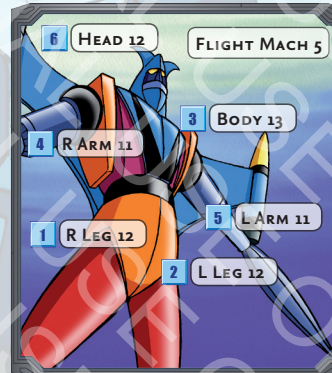 6 Head 12
Flight Mach 5
3 Body 13
4 R Arm 11
5 L Arm 11
1 R Leg 12
2 L Leg 12